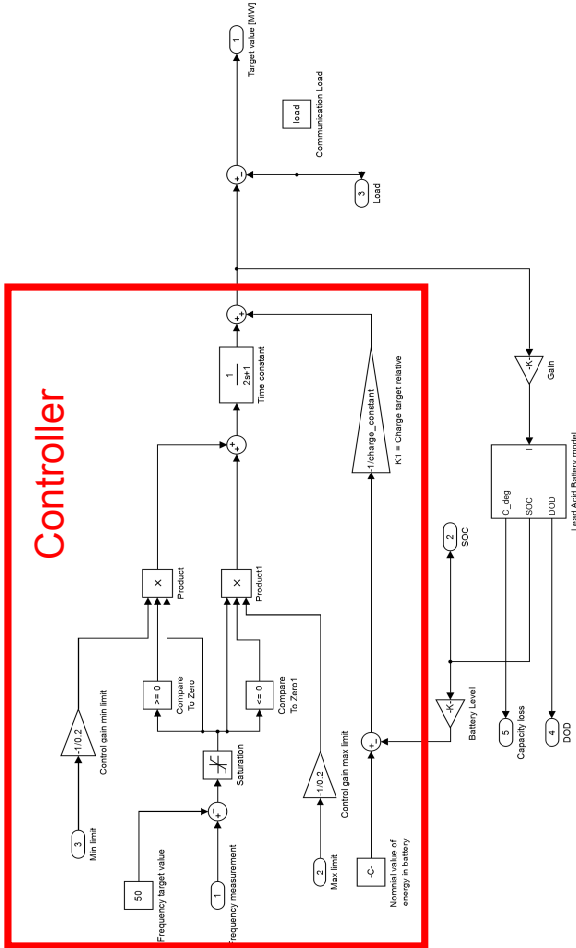 Controller
3
Min limit
-1/0.2
Control gain min limit
50
Frequency target value
1
Frequency measurement
+
−
Saturation
>= 0
Compare
To Zero
<= 0
Compare
To Zero1
×
Product
×
Product1
2
Max limit
-1/0.2
Control gain max limit
+
+
1
2s+1
Time conatant
+
+
-C-
Nomnial value of
energy in battery
+
−
-1/charge_constant
K1 = Charge target relative
-K-
Battery Level
+
−
1
Target value [MW]
load
Communication Load
3
Load
-K-
Gain
I
C_deg
SOC
DOD
Lead Acid Battery model
2
SOC
5
Capacity loss
4
DOD